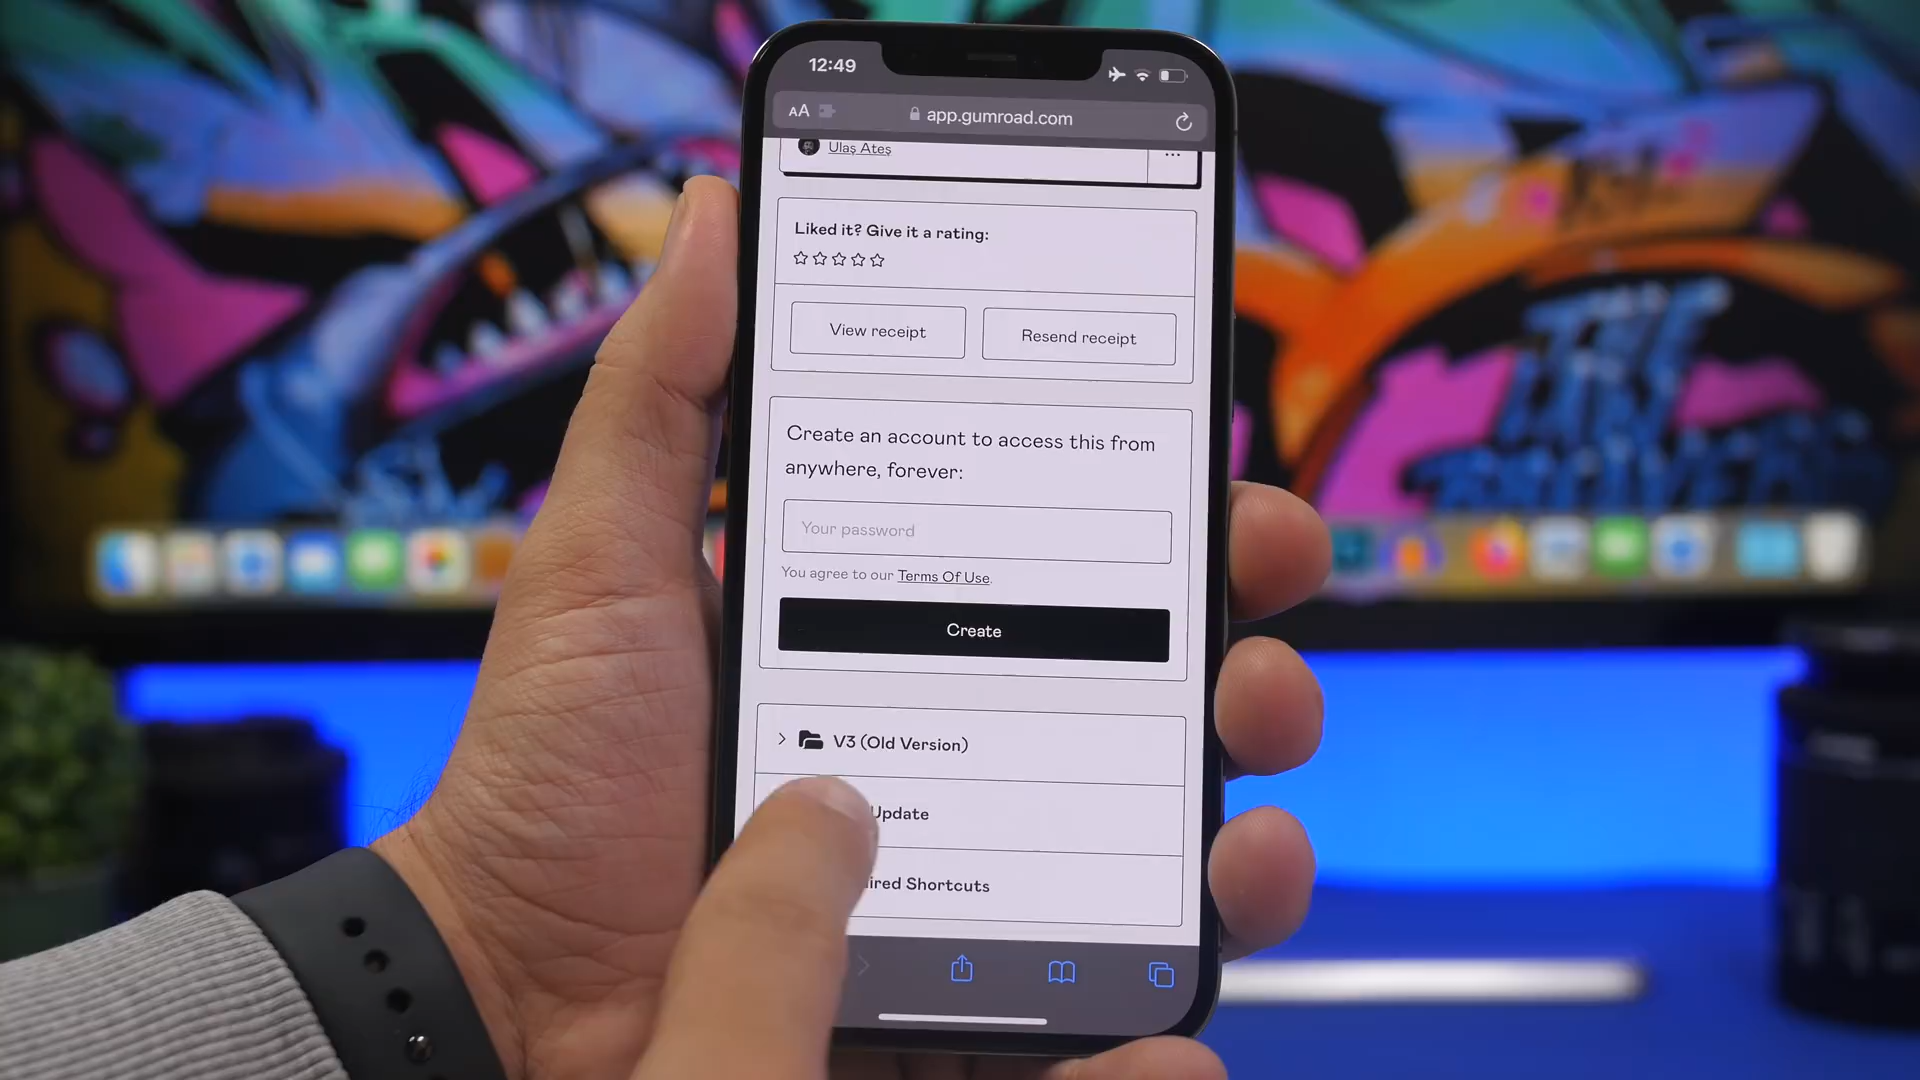 12:49
AA
app.gumroad.com
Ulaş Ateş
...
Liked it? Give it a rating:
View receipt
Resend receipt
Create an account to access this from
anywhere, forever:
Your password
You agree to our Terms Of Use.
Create
V3 (Old Version)
Update
ired Shortcuts